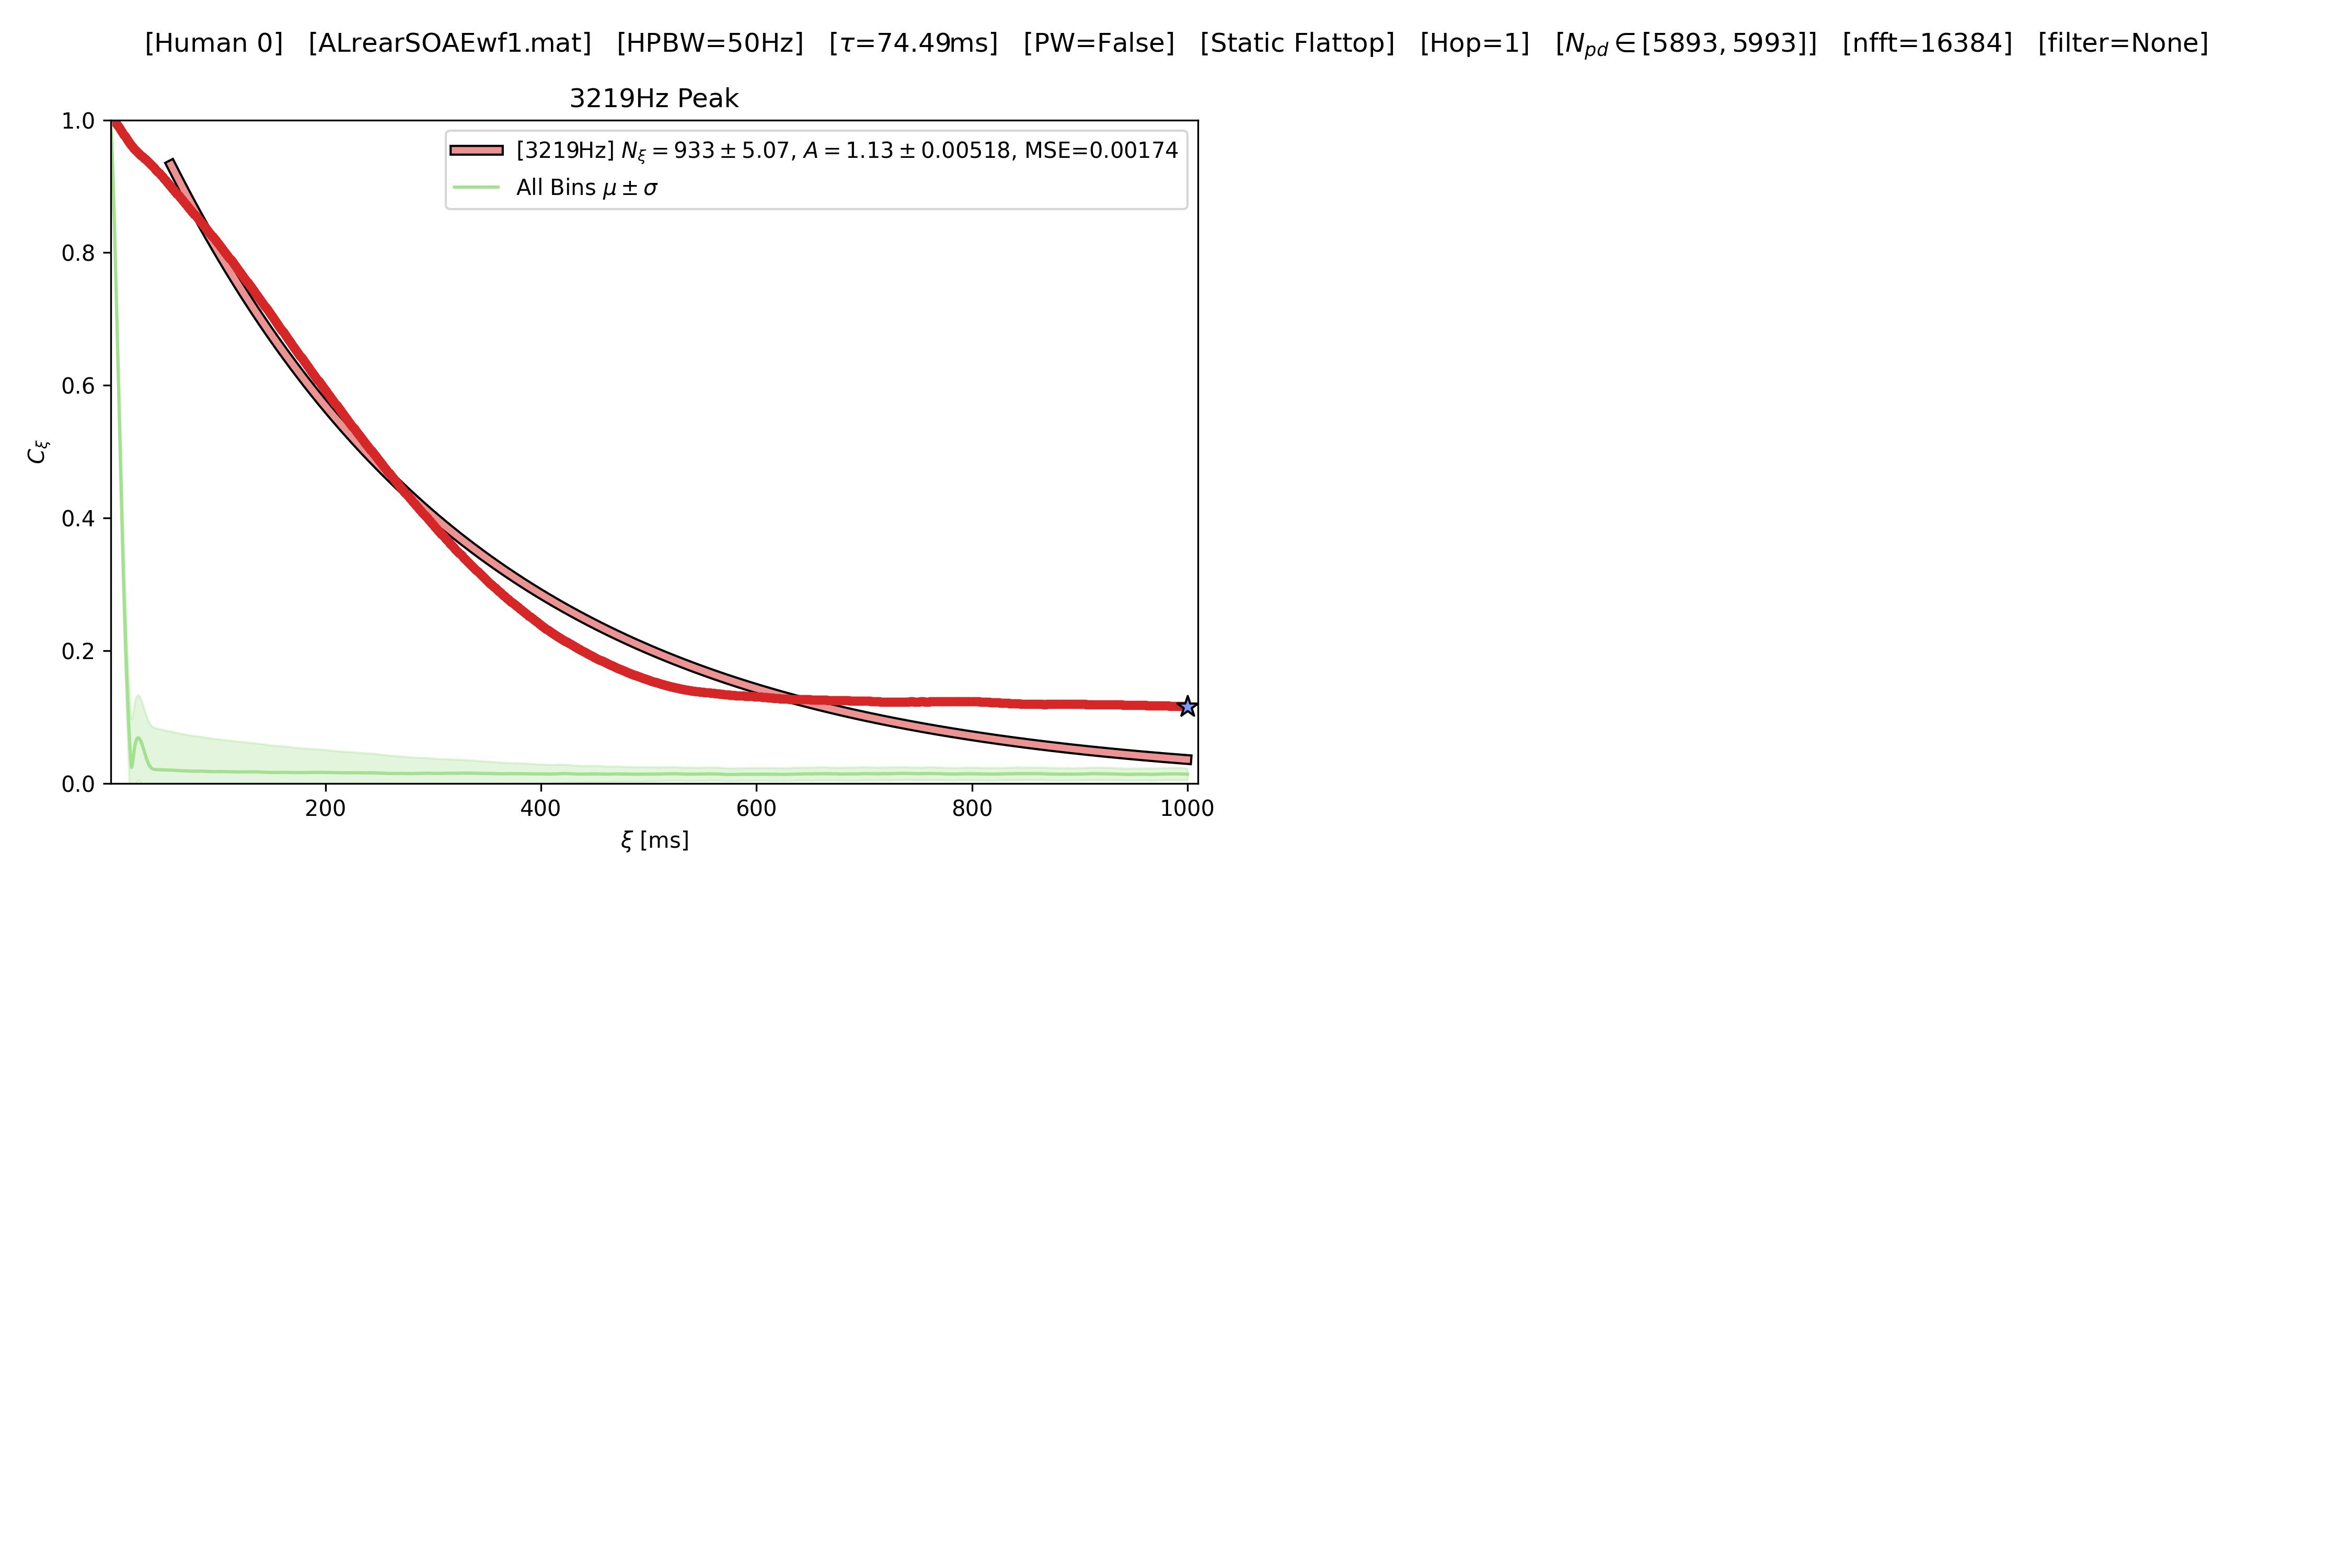 [Human 0] [ALrearSOAEwf1.mat] [HPBW=50Hz] [τ=74.49ms] [PW=False] [Static Flattop] [Hop=1] [N_pd ∈ [5893, 5993]] [nfft=16384] [filter=None]
3219Hz Peak
[3219Hz] N_ξ = 933 ± 5.07, A = 1.13 ± 0.00518, MSE=0.00174
All Bins μ ± σ
1.0
0.8
0.6
0.4
0.2
0.0
C_ξ
200 400 600 800 1000
ξ [ms]